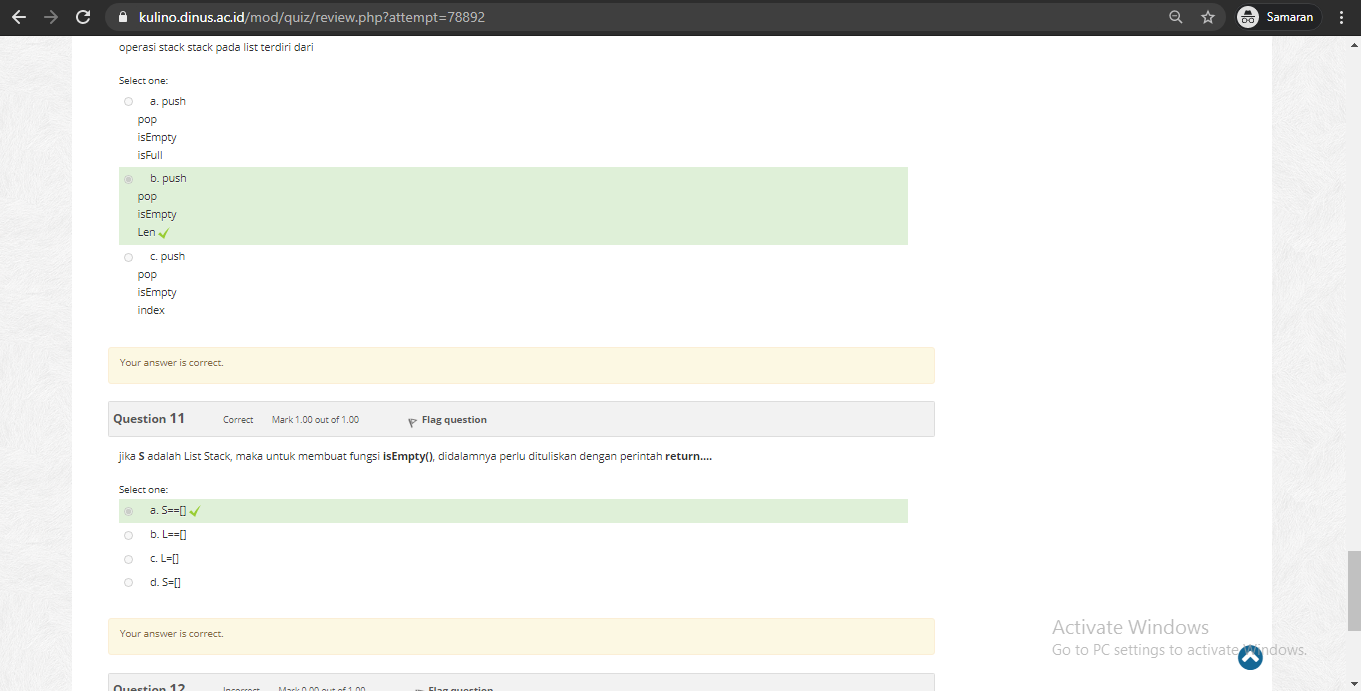 kulino.dinus.ac.id/mod/quiz/review.php?attempt=78892
Samaran
operasi stack stack pada list terdiri dari
Select one:
a. push
pop
isEmpty
isFull
b. push
pop
isEmpty
Len
c. push
pop
isEmpty
index
Your answer is correct.
Question 11 Correct Mark 1.00 out of 1.00 Flag question
jika S adalah List Stack, maka untuk membuat fungsi isEmpty(), didalamnya perlu dituliskan dengan perintah return....
Select one:
a. S==[]
b. L==[]
c. L=[]
d. S=[]
Your answer is correct.
Activate Windows
Go to PC settings to activate Windows.
Question 12 Incorrect Mark 0.00 out of 1.00 Flag question